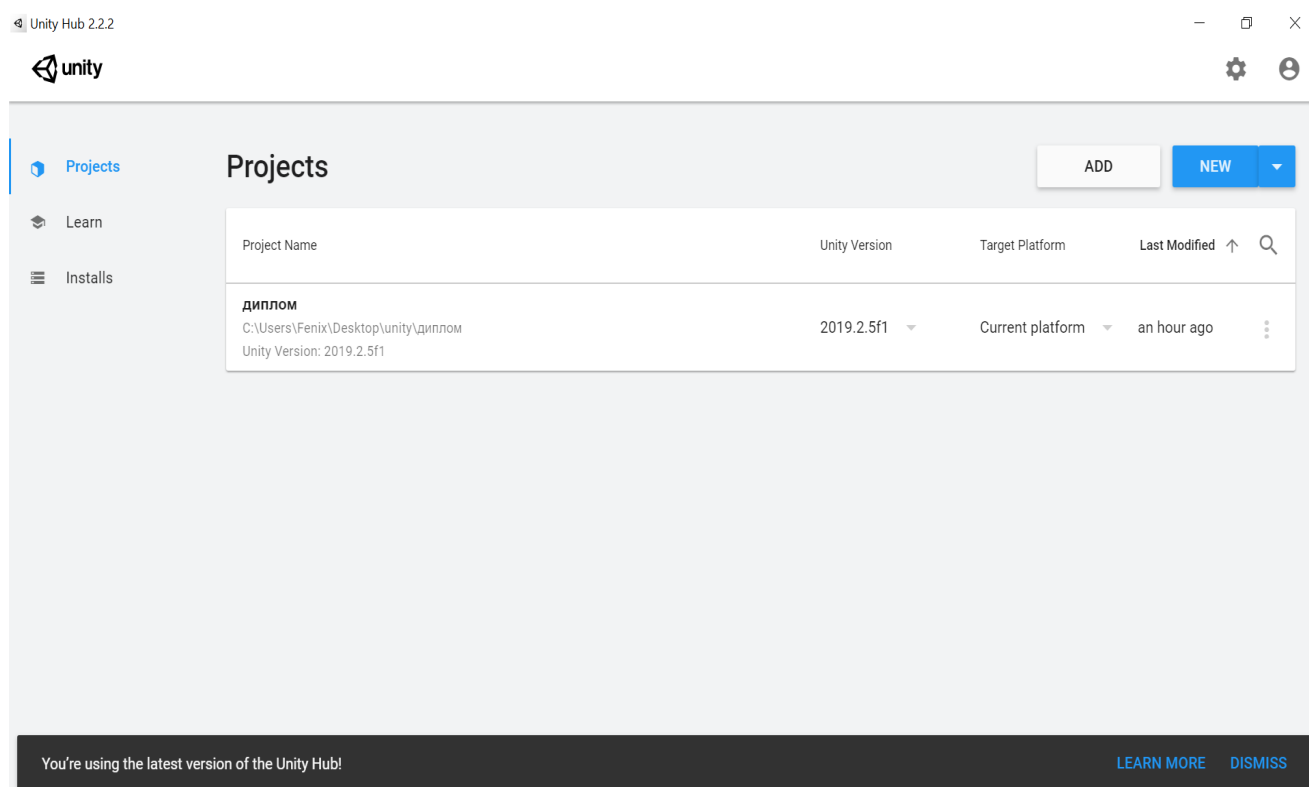 Unity Hub 2.2.2
unity
Projects
Learn
Installs
Projects
ADD
NEW
Project Name
Unity Version
Target Platform
Last Modified
диплом
C:\Users\Fenix\Desktop\unity\диплом
Unity Version: 2019.2.5f1
2019.2.5f1
Current platform
an hour ago
You're using the latest version of the Unity Hub!
LEARN MORE
DISMISS